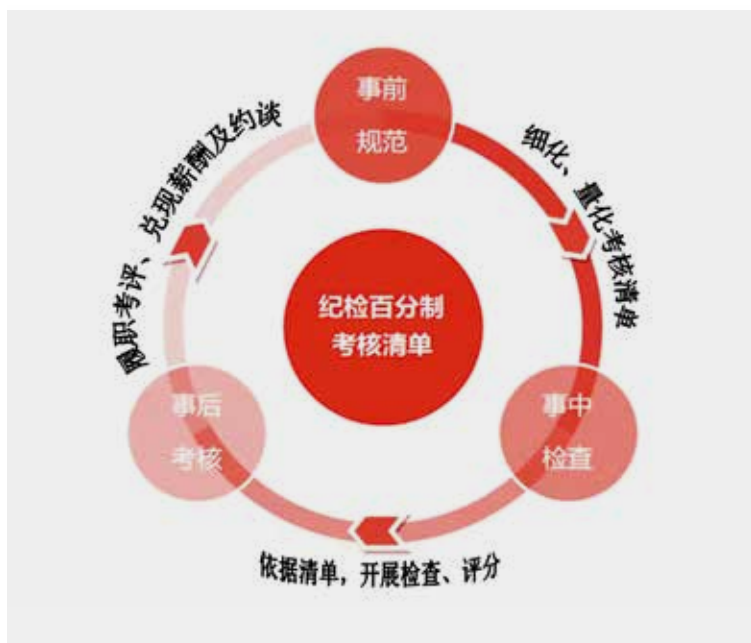 事前
规范
细化、量化考核清单
纪检百分制
考核清单
事中
检查
依据清单，开展检查、评分
事后
考核
履职考评、兑现薪酬及约谈